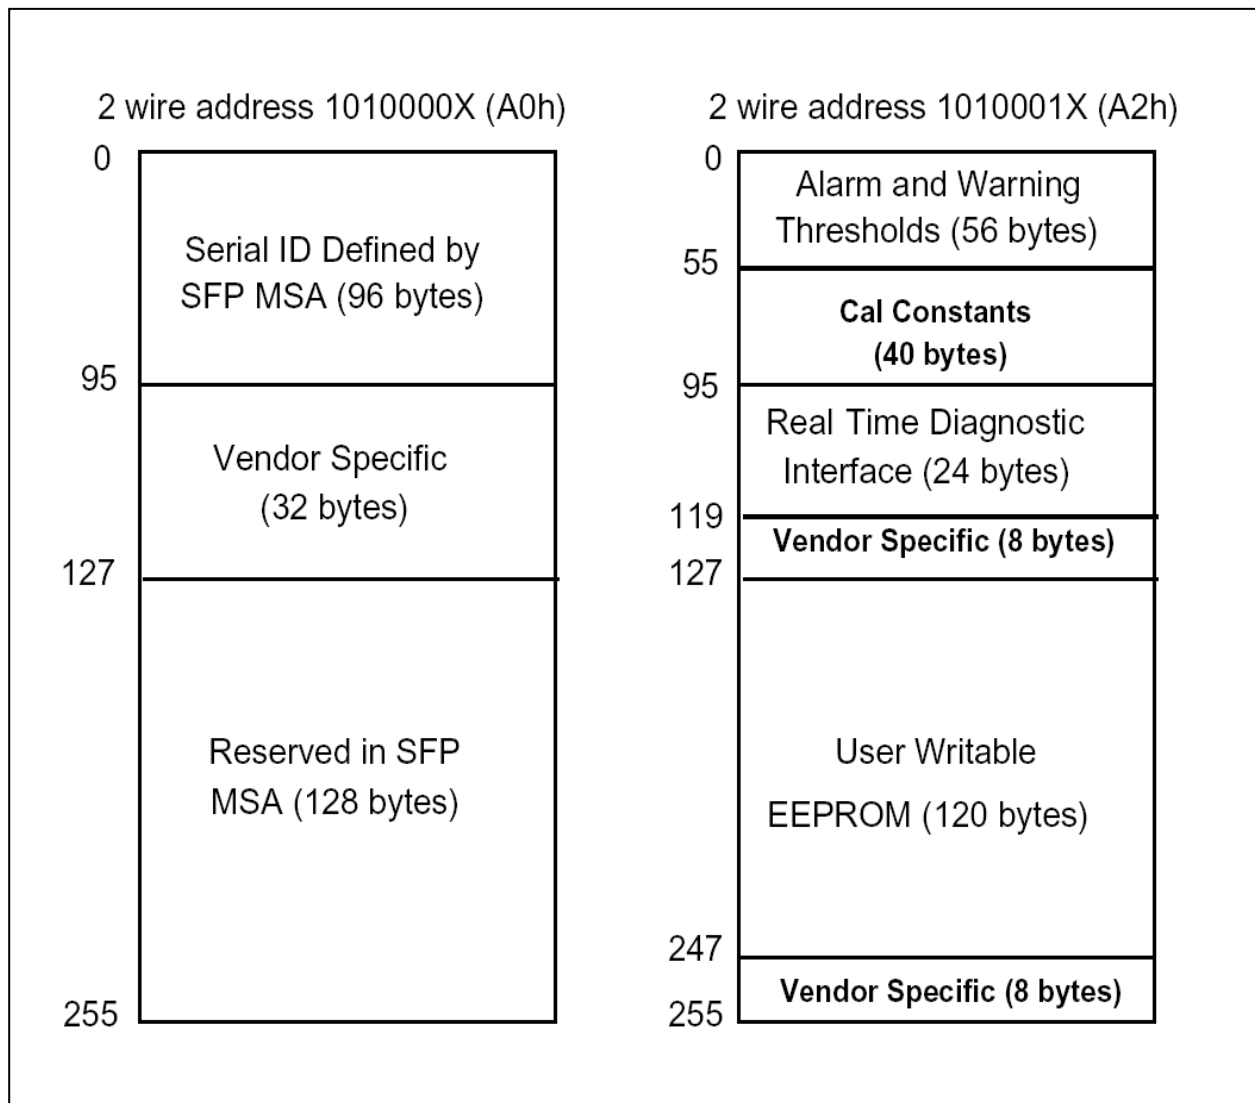 2 wire address 1010000X (A0h)
0
Serial ID Defined by
SFP MSA (96 bytes)
95
Vendor Specific
(32 bytes)
127
Reserved in SFP
MSA (128 bytes)
255
2 wire address 1010001X (A2h)
0
Alarm and Warning
Thresholds (56 bytes)
55
Cal Constants
(40 bytes)
95
Real Time Diagnostic
Interface (24 bytes)
119
Vendor Specific (8 bytes)
127
User Writable
EEPROM (120 bytes)
247
Vendor Specific (8 bytes)
255